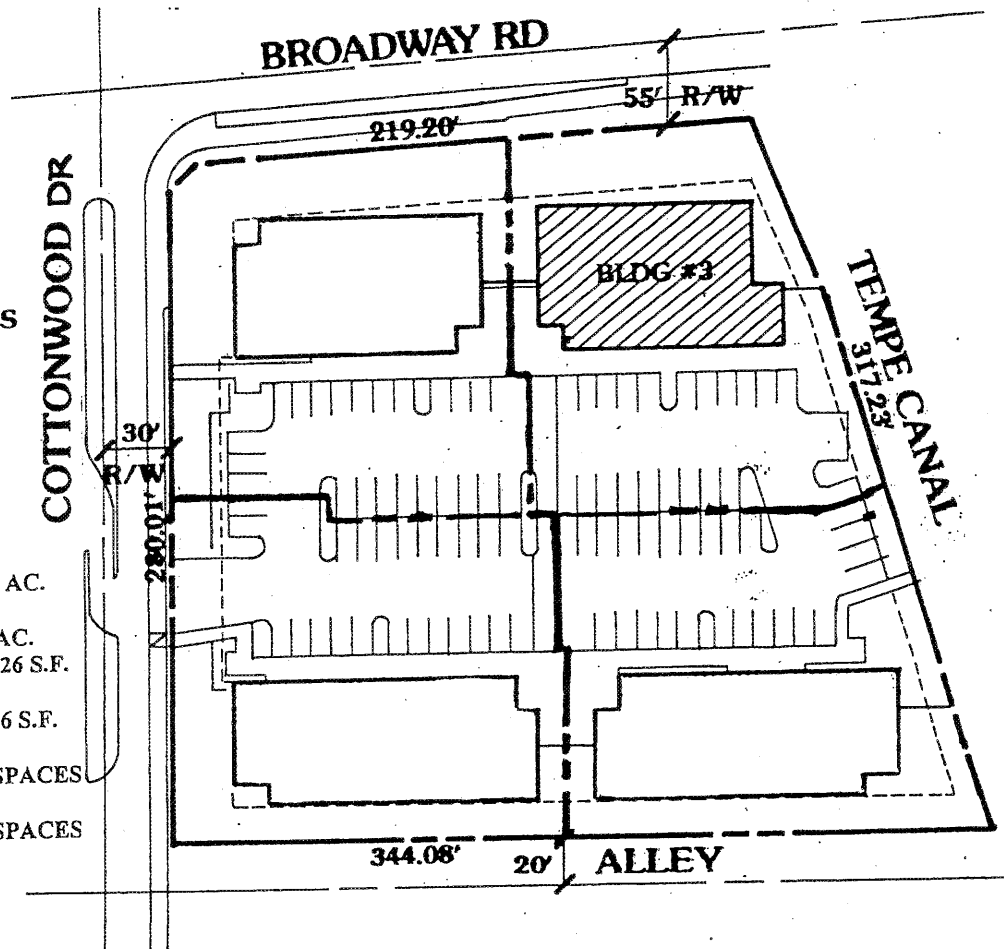 BROADWAY RD
55' R/W
219.20'
COTTONWOOD DR
BLDG #3
TEMPE CANAL
317.23'
S
30'
R/W
280.01'
AC.
AC.
26 S.F.
6 S.F.
SPACES
SPACES
344.08'
20'
ALLEY